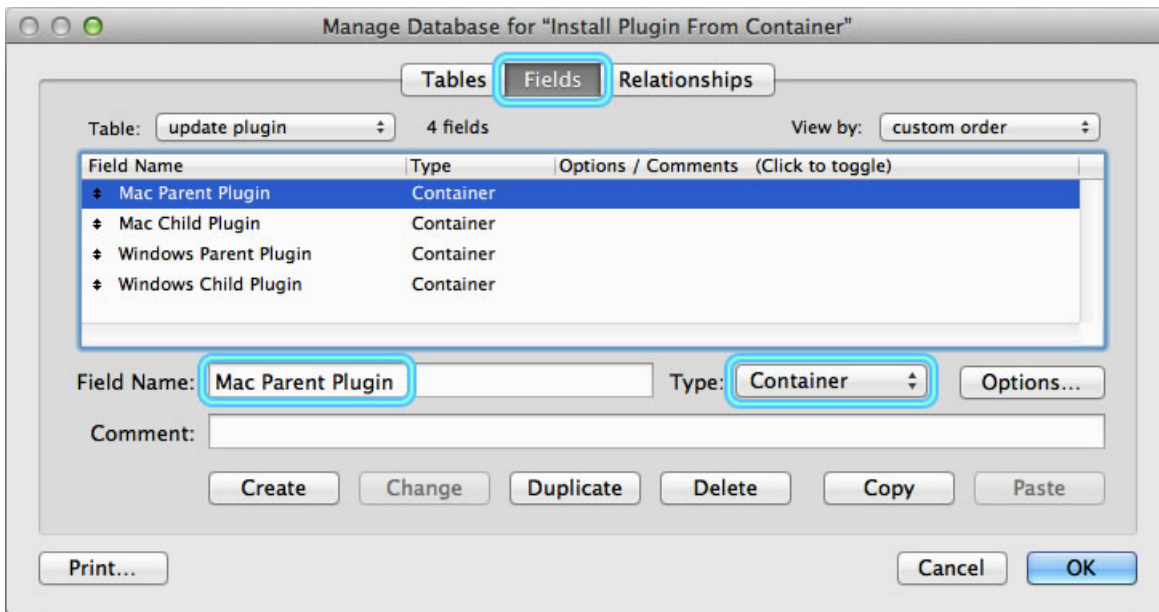 Manage Database for “Install Plugin From Container”
Tables Fields Relationships
Table: update plugin 4 fields View by: custom order
Field Name Type Options / Comments (Click to toggle)
Mac Parent Plugin Container
Mac Child Plugin Container
Windows Parent Plugin Container
Windows Child Plugin Container
Field Name: Mac Parent Plugin Type: Container Options...
Comment:
Create Change Duplicate Delete Copy Paste
Print... Cancel OK